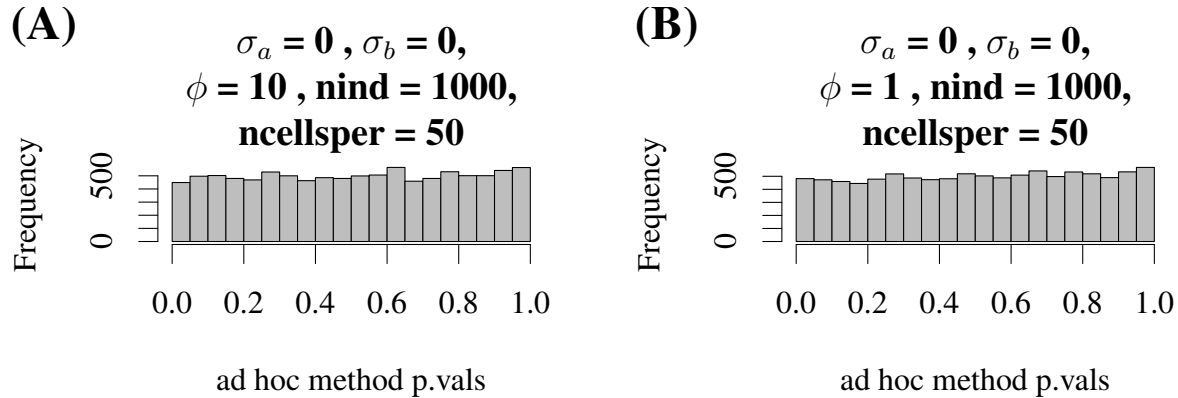 (A)
σa = 0 , σb = 0,
ϕ = 10 , nind = 1000,
ncellsper = 50
Frequency
0 500
0.0 0.2 0.4 0.6 0.8 1.0
ad hoc method p.vals
(B)
σa = 0 , σb = 0,
ϕ = 1 , nind = 1000,
ncellsper = 50
Frequency
0 500
0.0 0.2 0.4 0.6 0.8 1.0
ad hoc method p.vals